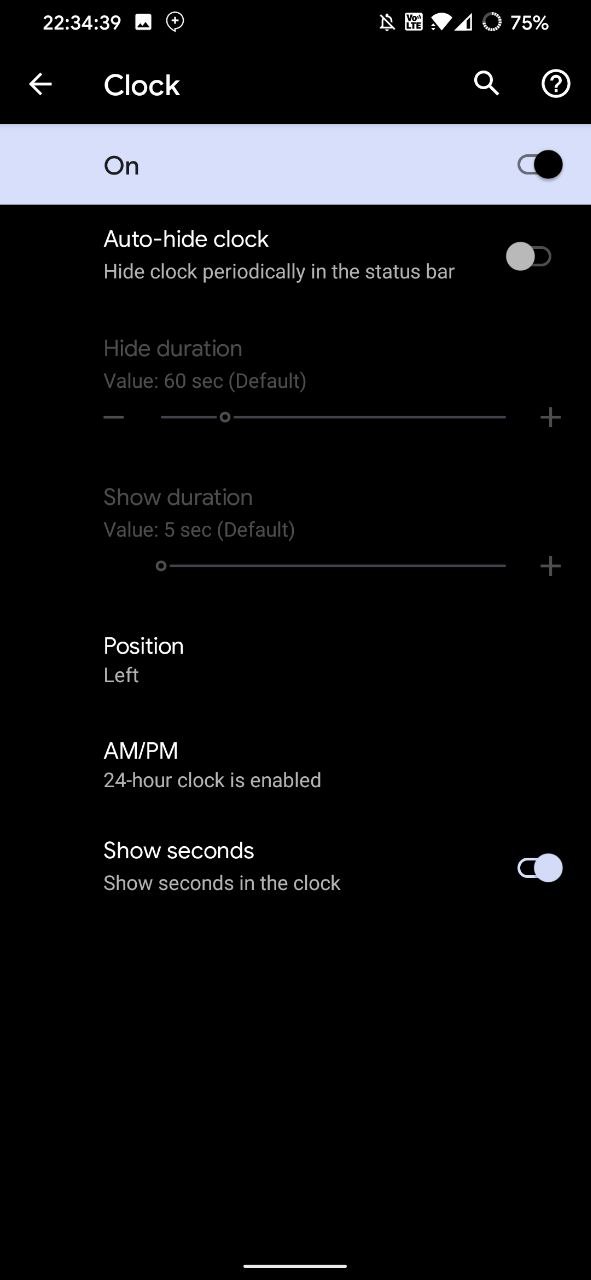 22:34:39 Vo LTE 75%
Clock
On
Auto-hide clock
Hide clock periodically in the status bar
Hide duration
Value: 60 sec (Default)
Show duration
Value: 5 sec (Default)
Position
Left
AM/PM
24-hour clock is enabled
Show seconds
Show seconds in the clock